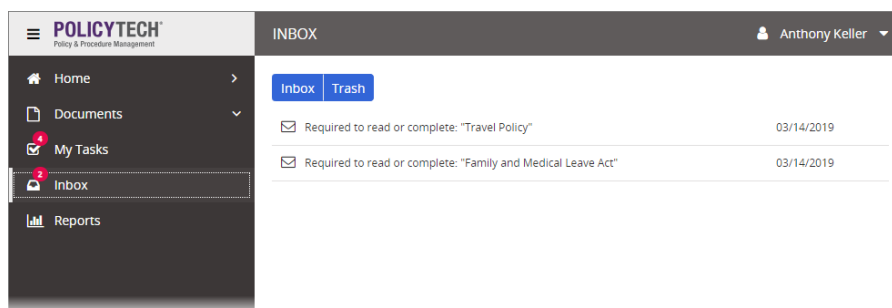 POLICYTECH®
Policy & Procedure Management
INBOX
Anthony Keller
Home
Documents
4
My Tasks
2
Inbox
Reports
Inbox Trash
Required to read or complete: "Travel Policy" 03/14/2019
Required to read or complete: "Family and Medical Leave Act" 03/14/2019